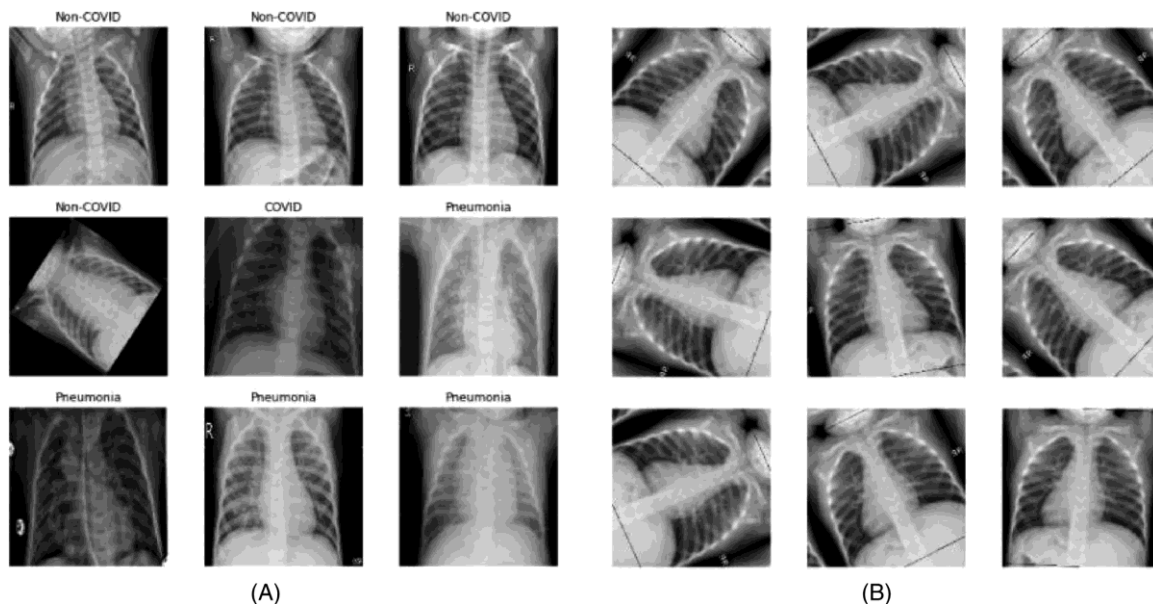 Non-COVID Non-COVID Non-COVID
R R R
Non-COVID COVID Pneumonia
Pneumonia Pneumonia Pneumonia
R
(A) (B)